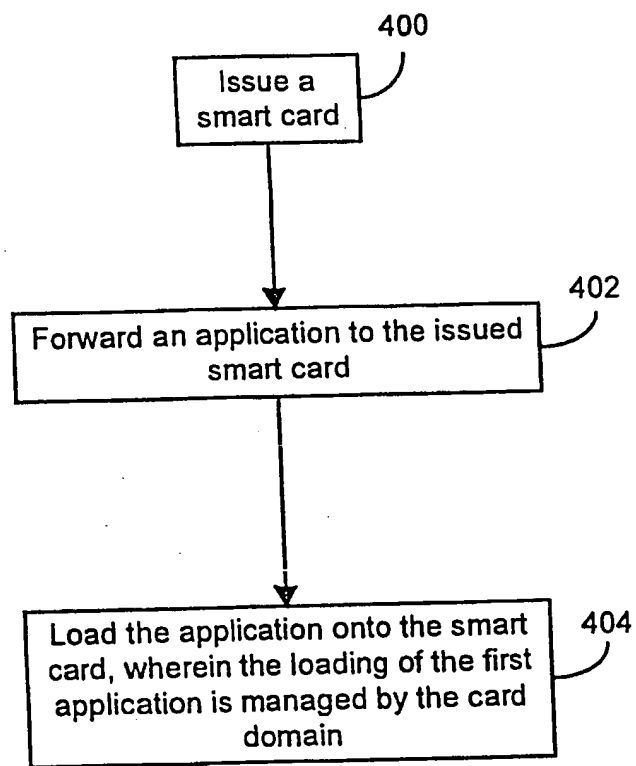 400
Issue a
smart card
402
Forward an application to the issued
smart card
404
Load the application onto the smart
card, wherein the loading of the first
application is managed by the card
domain